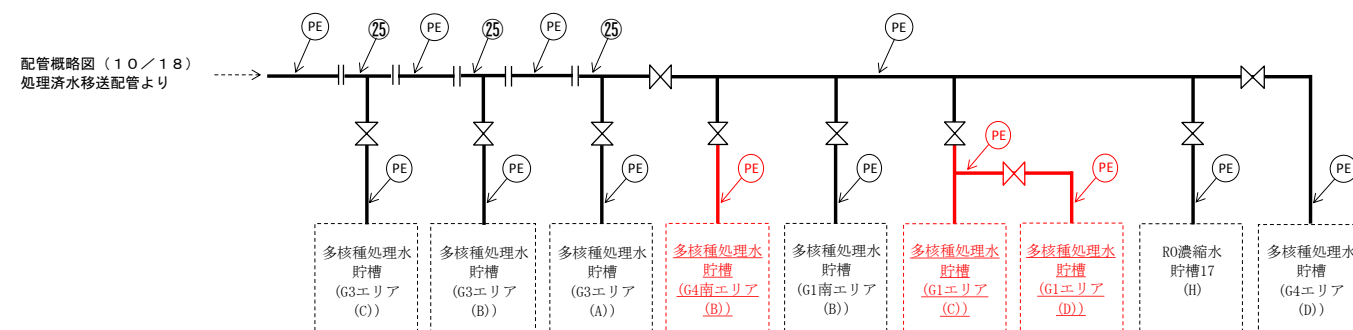 PE
㉕
PE
㉕
PE
㉕
PE
配管概略図(10/18)
処理済水移送配管より
PE
PE
PE
PE
PE
PE
PE
PE
PE
多核種処理水
貯槽
(G3エリア
(C))
多核種処理水
貯槽
(G3エリア
(B))
多核種処理水
貯槽
(G3エリア
(A))
多核種処理水
貯槽
(G4南エリア
(B))
多核種処理水
貯槽
(G1南エリア
(B))
多核種処理水
貯槽
(G1エリア
(C))
多核種処理水
貯槽
(G1エリア
(D))
RO濃縮水
貯槽17
(H)
多核種処理水
貯槽
(G4エリア
(D))